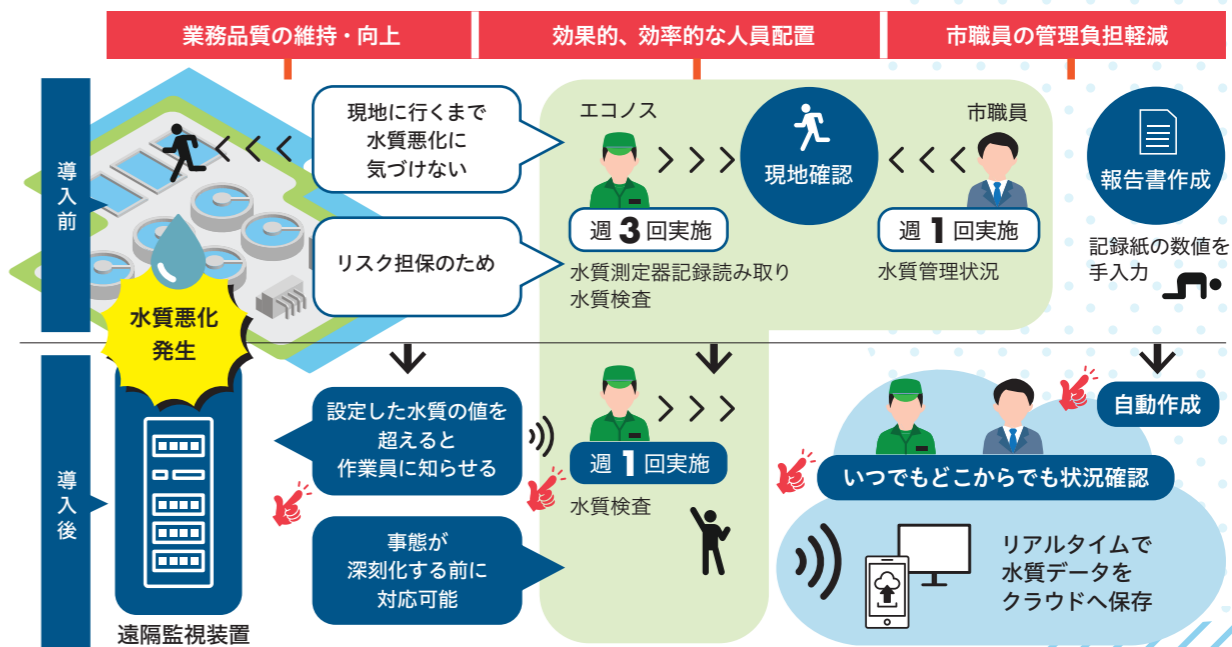 業務品質の維持・向上
効果的、効率的な人員配置
市職員の管理負担軽減
導入前
現地に行くまで
水質悪化に
気づけない
リスク担保のため
水質悪化
発生
エコノス
週3回実施
水質測定器記録読み取り
水質検査
現地確認
市職員
週1回実施
水質管理状況
報告書作成
記録紙の数値を
手入力
導入後
遠隔監視装置
設定した水質の値を
超えると
作業員に知らせる
事態が
深刻化する前に
対応可能
週1回実施
水質検査
自動作成
いつでもどこからでも状況確認
リアルタイムで
水質データを
クラウドへ保存